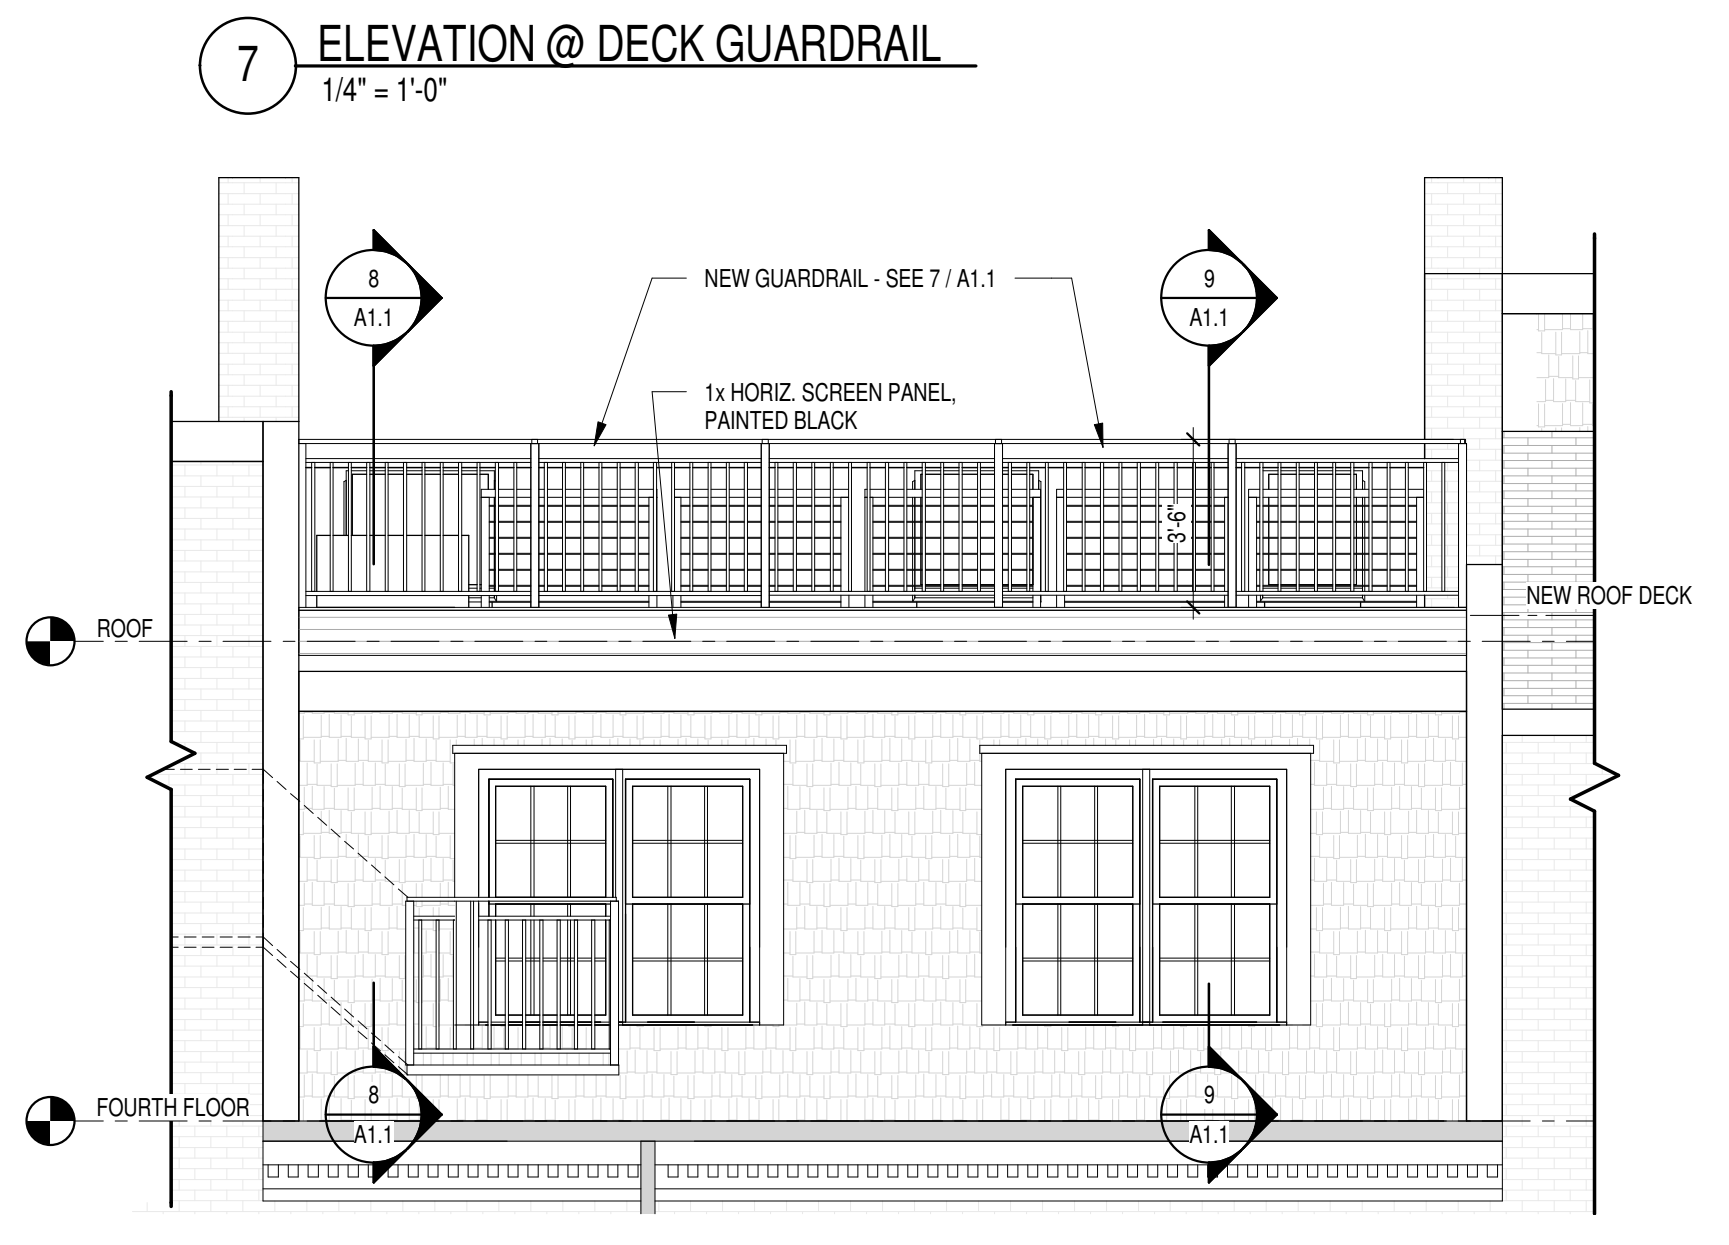 7
ELEVATION @ DECK GUARDRAIL
1/4" = 1'-0"
8
A1.1
NEW GUARDRAIL - SEE 7 / A1.1
9
A1.1
1x HORIZ. SCREEN PANEL,
PAINTED BLACK
3'-6"
NEW ROOF DECK
ROOF
FOURTH FLOOR
8
A1.1
9
A1.1